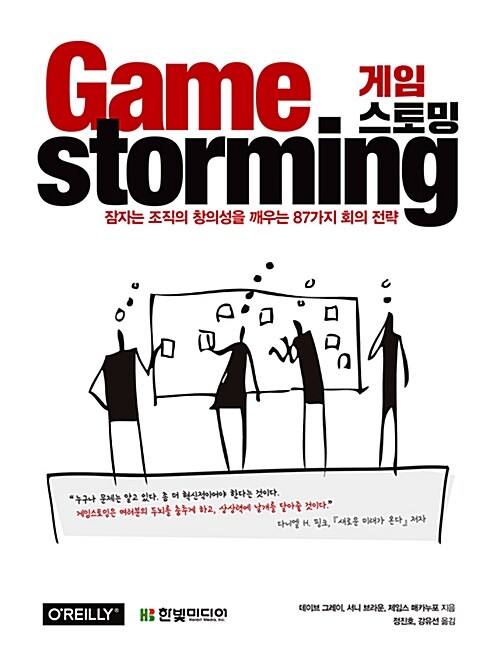 Game
게임
스토밍
storming
잠자는 조직의 창의성을 깨우는 87가지 회의 전략
“누구나 문제는 알고 있다. 좀 더 혁신적이어야 한다는 것이다.
게임스토밍은 여러분의 두뇌를 춤추게 하고, 상상력에 날개를 달아줄 것이다.”
다니엘 H. 핑크, 『새로운 미래가 온다』 저자
데이브 그레이, 서니 브라운, 제임스 매카누포 지음
정진호, 강유선 옮김
O'REILLY®
HB 한빛미디어
Hanbit Media, Inc.